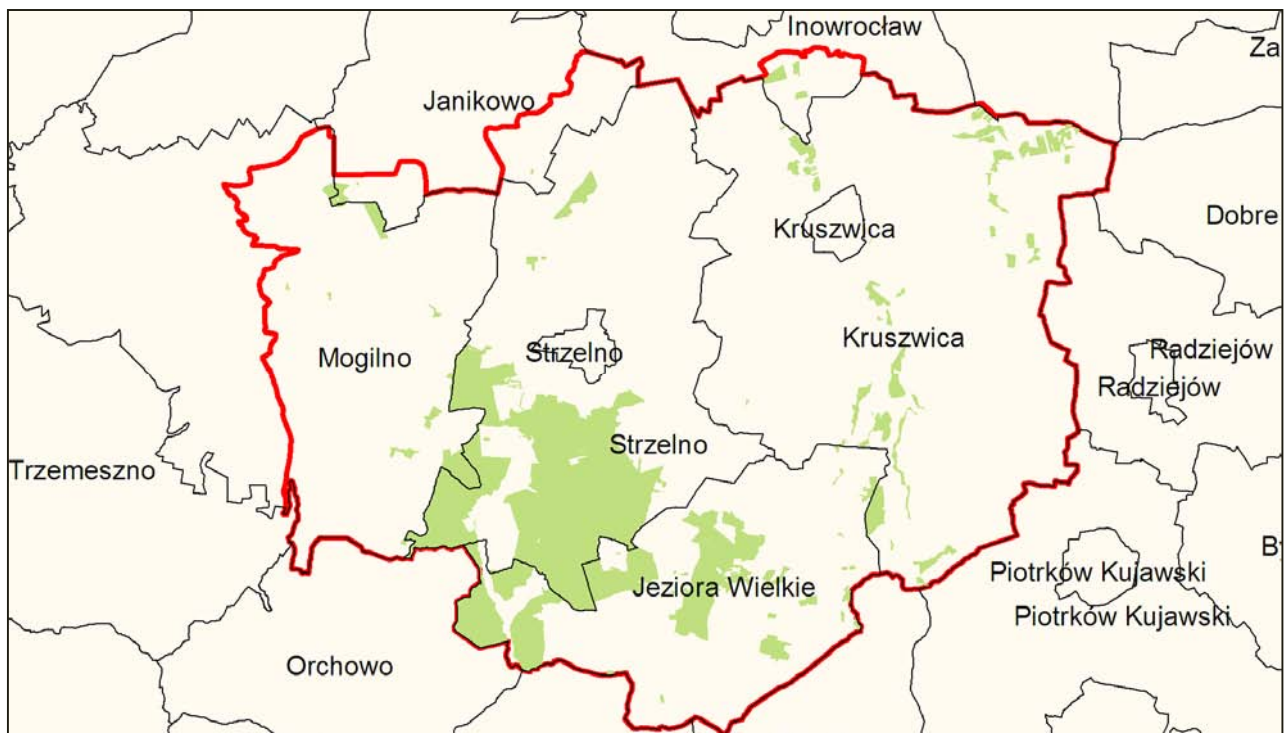 Inowrocław
Za
Janikowo
Dobre
Kruszwica
Kruszwica
Strzelno
Mogilno
Radziejów
Radziejów
Strzelno
Trzemeszno
B
Piotrków Kujawski
Jeziora Wielkie
Piotrków Kujawski
Orchowo